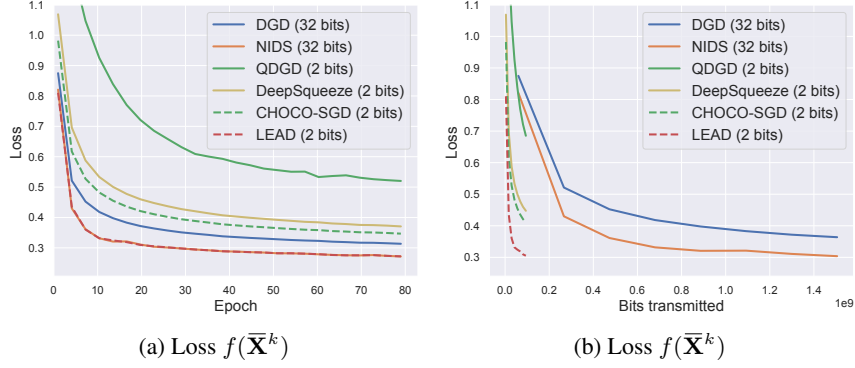 1.1
1.0
0.9
0.8
0.7
0.6
0.5
0.4
0.3
Loss
0 10 20 30 40 50 60 70 80
Epoch
DGD (32 bits)
NIDS (32 bits)
QDGD (2 bits)
DeepSqueeze (2 bits)
CHOCO-SGD (2 bits)
LEAD (2 bits)
(a) Loss f(X̅^k)
1.1
1.0
0.9
0.8
0.7
0.6
0.5
0.4
0.3
Loss
0.0 0.2 0.4 0.6 0.8 1.0 1.2 1.4
1e9
Bits transmitted
DGD (32 bits)
NIDS (32 bits)
QDGD (2 bits)
DeepSqueeze (2 bits)
CHOCO-SGD (2 bits)
LEAD (2 bits)
(b) Loss f(X̅^k)